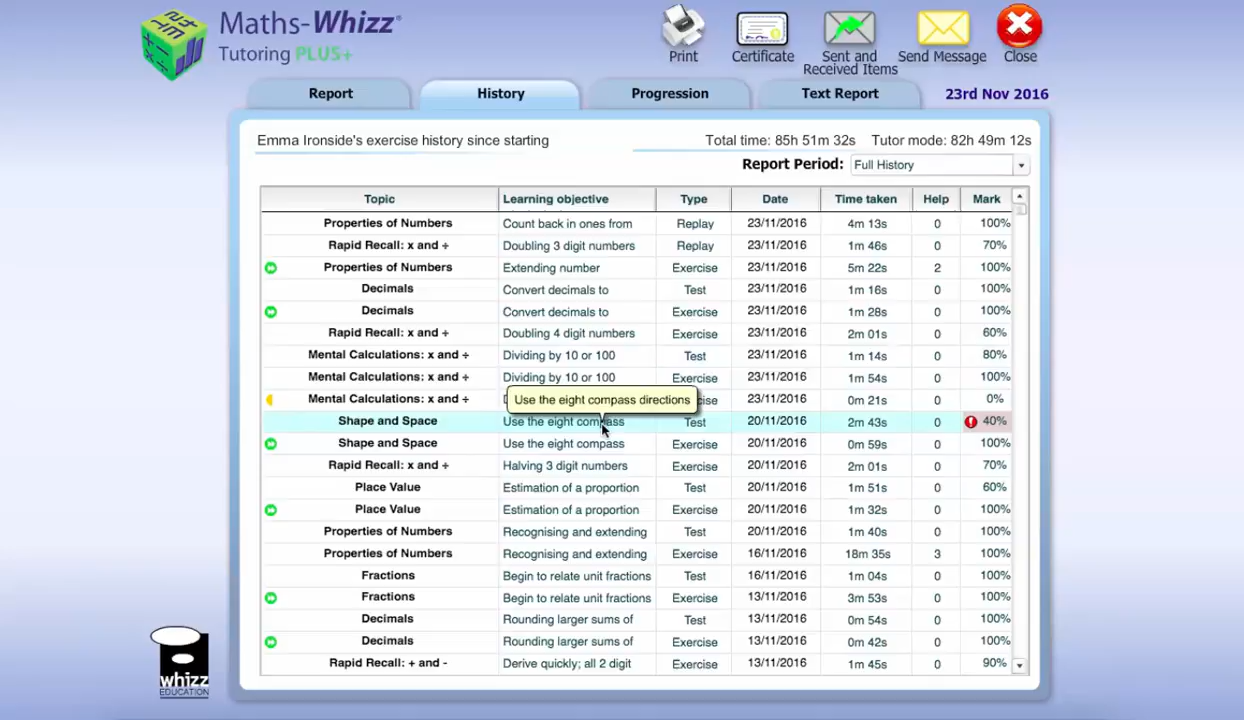 Maths-Whizz®
Tutoring PLUS+
Print
Certificate
Sent and
Received Items
Send Message
Close
Report
History
Progression
Text Report
23rd Nov 2016
Emma Ironside's exercise history since starting
Total time: 85h 51m 32s Tutor mode: 82h 49m 12s
Report Period: Full History
Topic Learning objective Type Date Time taken Help Mark
Properties of Numbers Count back in ones from Replay 23/11/2016 4m 13s 0 100%
Rapid Recall: x and ÷ Doubling 3 digit numbers Replay 23/11/2016 1m 46s 0 70%
Properties of Numbers Extending number Exercise 23/11/2016 5m 22s 2 100%
Decimals Convert decimals to Test 23/11/2016 1m 16s 0 100%
Decimals Convert decimals to Exercise 23/11/2016 1m 28s 0 100%
Rapid Recall: x and ÷ Doubling 4 digit numbers Exercise 23/11/2016 2m 01s 0 60%
Mental Calculations: x and ÷ Dividing by 10 or 100 Test 23/11/2016 1m 14s 0 80%
Mental Calculations: x and ÷ Dividing by 10 or 100 Exercise 23/11/2016 1m 54s 0 100%
Mental Calculations: x and ÷ 23/11/2016 0m 21s 0 0%
Use the eight compass directions
Shape and Space Use the eight compass Test 20/11/2016 2m 43s 0 40%
Shape and Space Use the eight compass Exercise 20/11/2016 0m 59s 0 100%
Rapid Recall: x and ÷ Halving 3 digit numbers Exercise 20/11/2016 2m 01s 0 70%
Place Value Estimation of a proportion Test 20/11/2016 1m 51s 0 60%
Place Value Estimation of a proportion Exercise 20/11/2016 1m 32s 0 100%
Properties of Numbers Recognising and extending Test 20/11/2016 1m 40s 0 100%
Properties of Numbers Recognising and extending Exercise 16/11/2016 18m 35s 3 100%
Fractions Begin to relate unit fractions Test 16/11/2016 1m 04s 0 100%
Fractions Begin to relate unit fractions Exercise 13/11/2016 3m 53s 0 100%
Decimals Rounding larger sums of Test 13/11/2016 0m 54s 0 100%
Decimals Rounding larger sums of Exercise 13/11/2016 0m 42s 0 100%
Rapid Recall: + and - Derive quickly; all 2 digit Exercise 13/11/2016 1m 45s 0 90%
whizz
EDUCATION